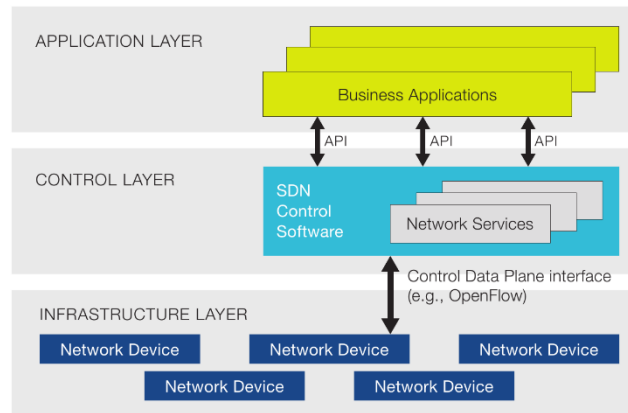 APPLICATION LAYER
Business Applications
API
API
API
CONTROL LAYER
SDN
Control
Software
Network Services
Control Data Plane interface
(e.g., OpenFlow)
INFRASTRUCTURE LAYER
Network Device
Network Device
Network Device
Network Device
Network Device